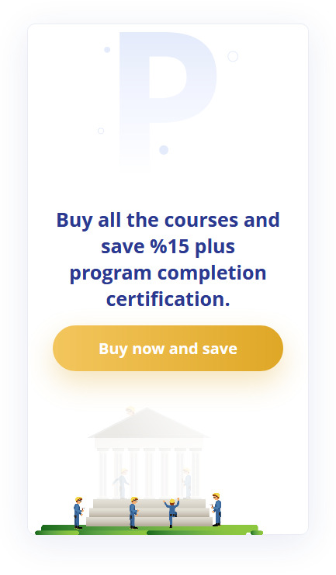 P
Buy all the courses and
save %15 plus
program completion
certification.
Buy now and save